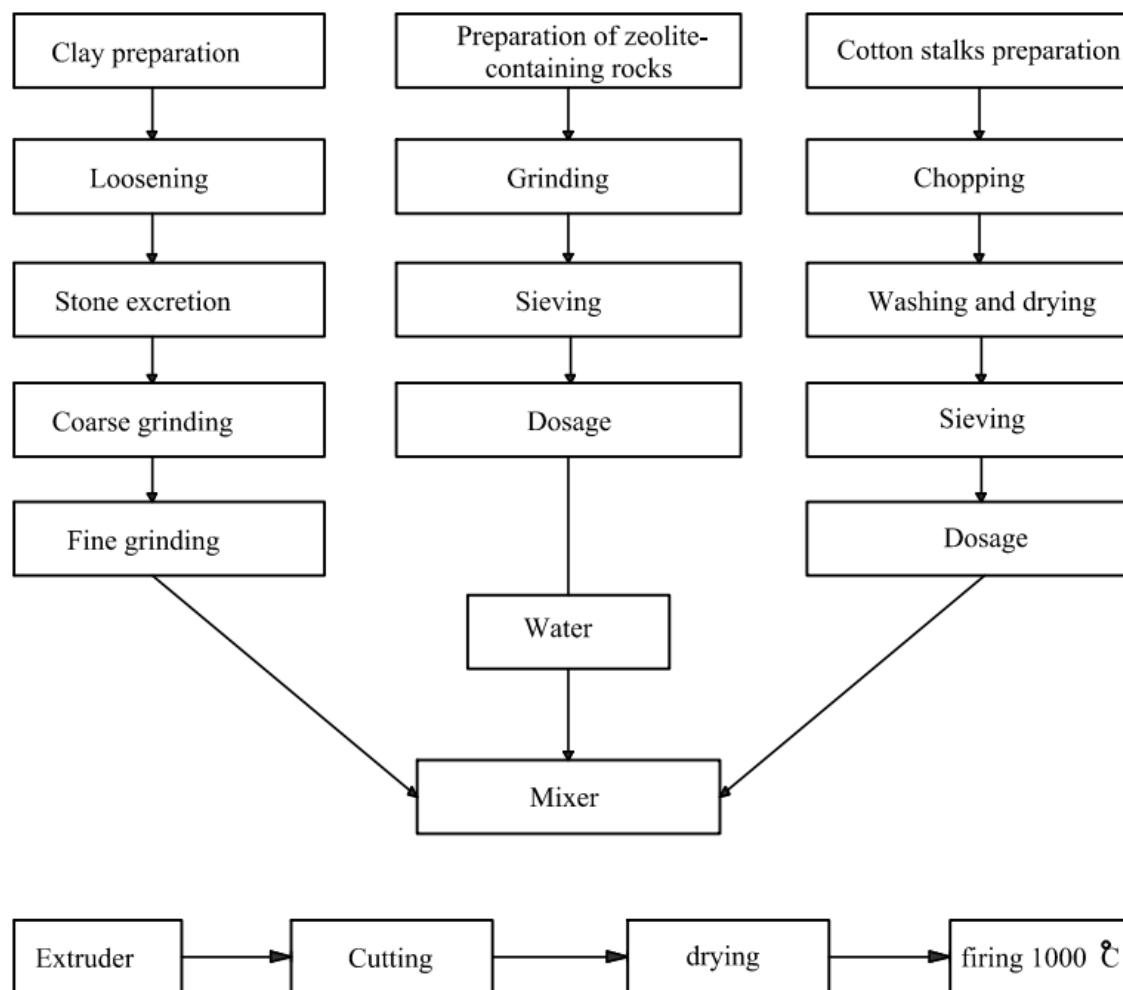 Clay preparation
Loosening
Stone excretion
Coarse grinding
Fine grinding
Preparation of zeolite-
containing rocks
Grinding
Sieving
Dosage
Water
Cotton stalks preparation
Chopping
Washing and drying
Sieving
Dosage
Mixer
Extruder
Cutting
drying
firing 1000 °C